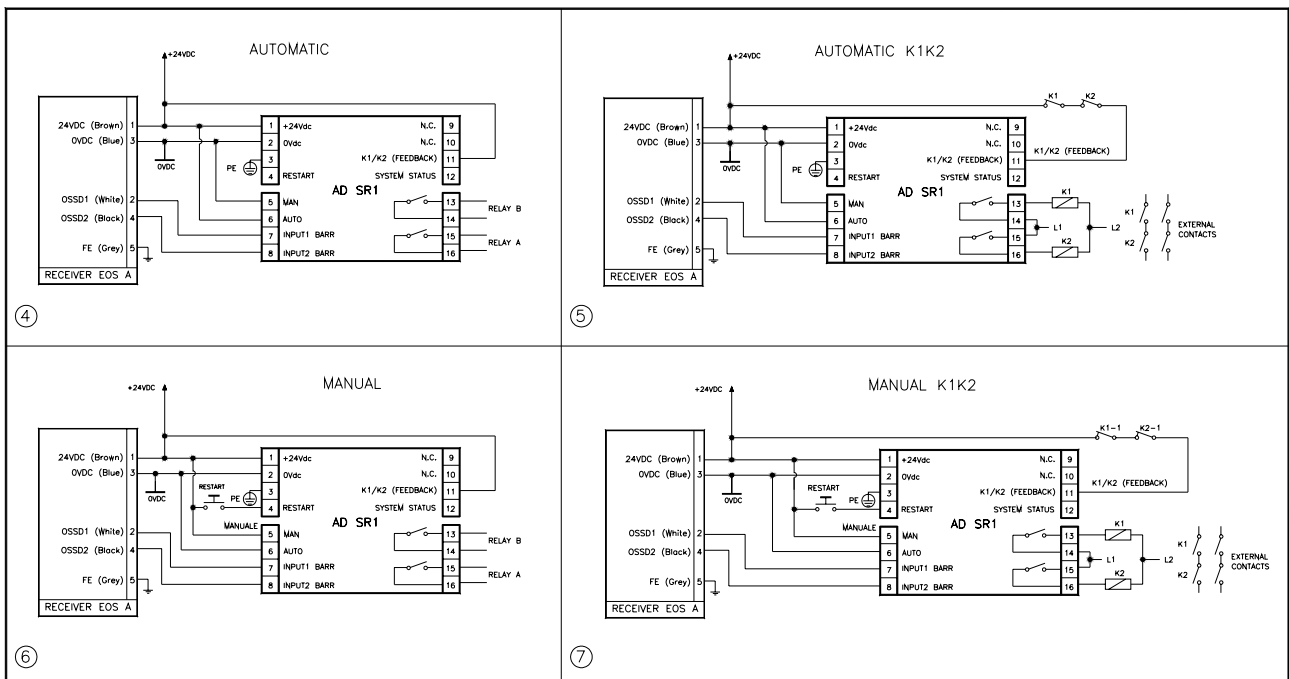 AUTOMATIC
+24VDC
24VDC (Brown) 1
0VDC (Blue) 3
OSSD1 (White) 2
OSSD2 (Black) 4
FE (Grey) 5
RECEIVER EOS A
0VDC
PE
1 +24Vdc
2 0Vdc
3
4 RESTART
5 MAN
6 AUTO
7 INPUT1 BARR
8 INPUT2 BARR
AD SR1
N.C. 9
N.C. 10
K1/K2 (FEEDBACK) 11
SYSTEM STATUS 12
13
14
15
16
RELAY B
RELAY A
4
AUTOMATIC K1K2
+24VDC
K1 K2
24VDC (Brown) 1
0VDC (Blue) 3
OSSD1 (White) 2
OSSD2 (Black) 4
FE (Grey) 5
RECEIVER EOS A
0VDC
PE
1 +24Vdc
2 0Vdc
3
4 RESTART
5 MAN
6 AUTO
7 INPUT1 BARR
8 INPUT2 BARR
AD SR1
N.C. 9
N.C. 10
K1/K2 (FEEDBACK) 11
SYSTEM STATUS 12
K1/K2 (FEEDBACK)
13
14
15
16
K1
L1
L2
K2
K1
K2
EXTERNAL
CONTACTS
5
MANUAL
+24VDC
24VDC (Brown) 1
0VDC (Blue) 3
OSSD1 (White) 2
OSSD2 (Black) 4
FE (Grey) 5
RECEIVER EOS A
0VDC
RESTART
PE
MANUALE
1 +24Vdc
2 0Vdc
3
4 RESTART
5 MAN
6 AUTO
7 INPUT1 BARR
8 INPUT2 BARR
AD SR1
N.C. 9
N.C. 10
K1/K2 (FEEDBACK) 11
SYSTEM STATUS 12
13
14
15
16
RELAY B
RELAY A
6
MANUAL K1K2
+24VDC
K1-1 K2-1
24VDC (Brown) 1
0VDC (Blue) 3
OSSD1 (White) 2
OSSD2 (Black) 4
FE (Grey) 5
RECEIVER EOS A
0VDC
RESTART
PE
MANUALE
1 +24Vdc
2 0Vdc
3
4 RESTART
5 MAN
6 AUTO
7 INPUT1 BARR
8 INPUT2 BARR
AD SR1
N.C. 9
N.C. 10
K1/K2 (FEEDBACK) 11
SYSTEM STATUS 12
K1/K2 (FEEDBACK)
13
14
15
16
K1
L1
L2
K2
K1
K2
EXTERNAL
CONTACTS
7